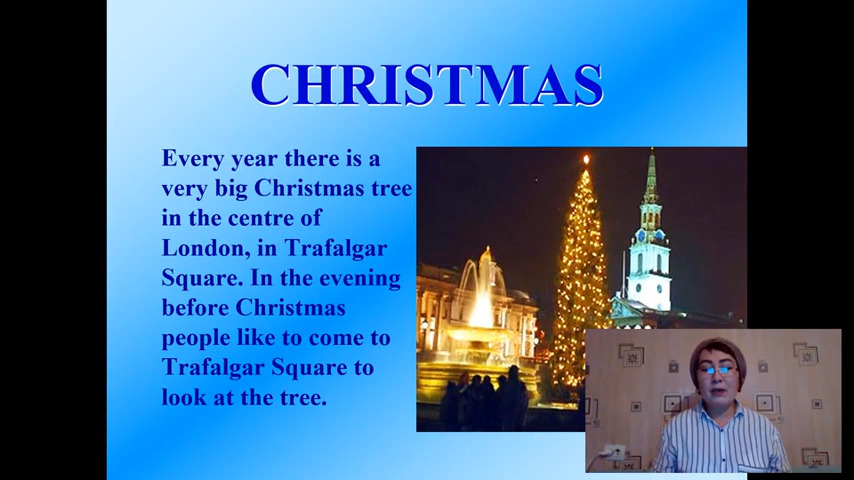 CHRISTMAS
Every year there is a
very big Christmas tree
in the centre of
London, in Trafalgar
Square. In the evening
before Christmas
people like to come to
Trafalgar Square to
look at the tree.